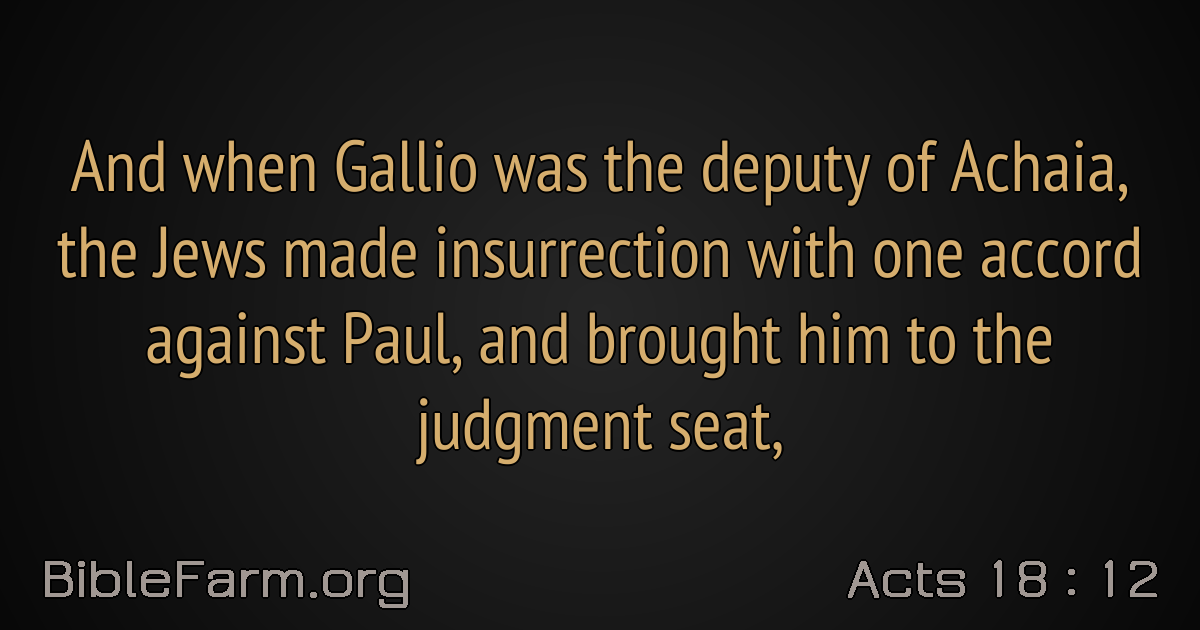 And when Gallio was the deputy of Achaia,
the Jews made insurrection with one accord
against Paul, and brought him to the
judgment seat,
BibleFarm.org
Acts 18 : 12